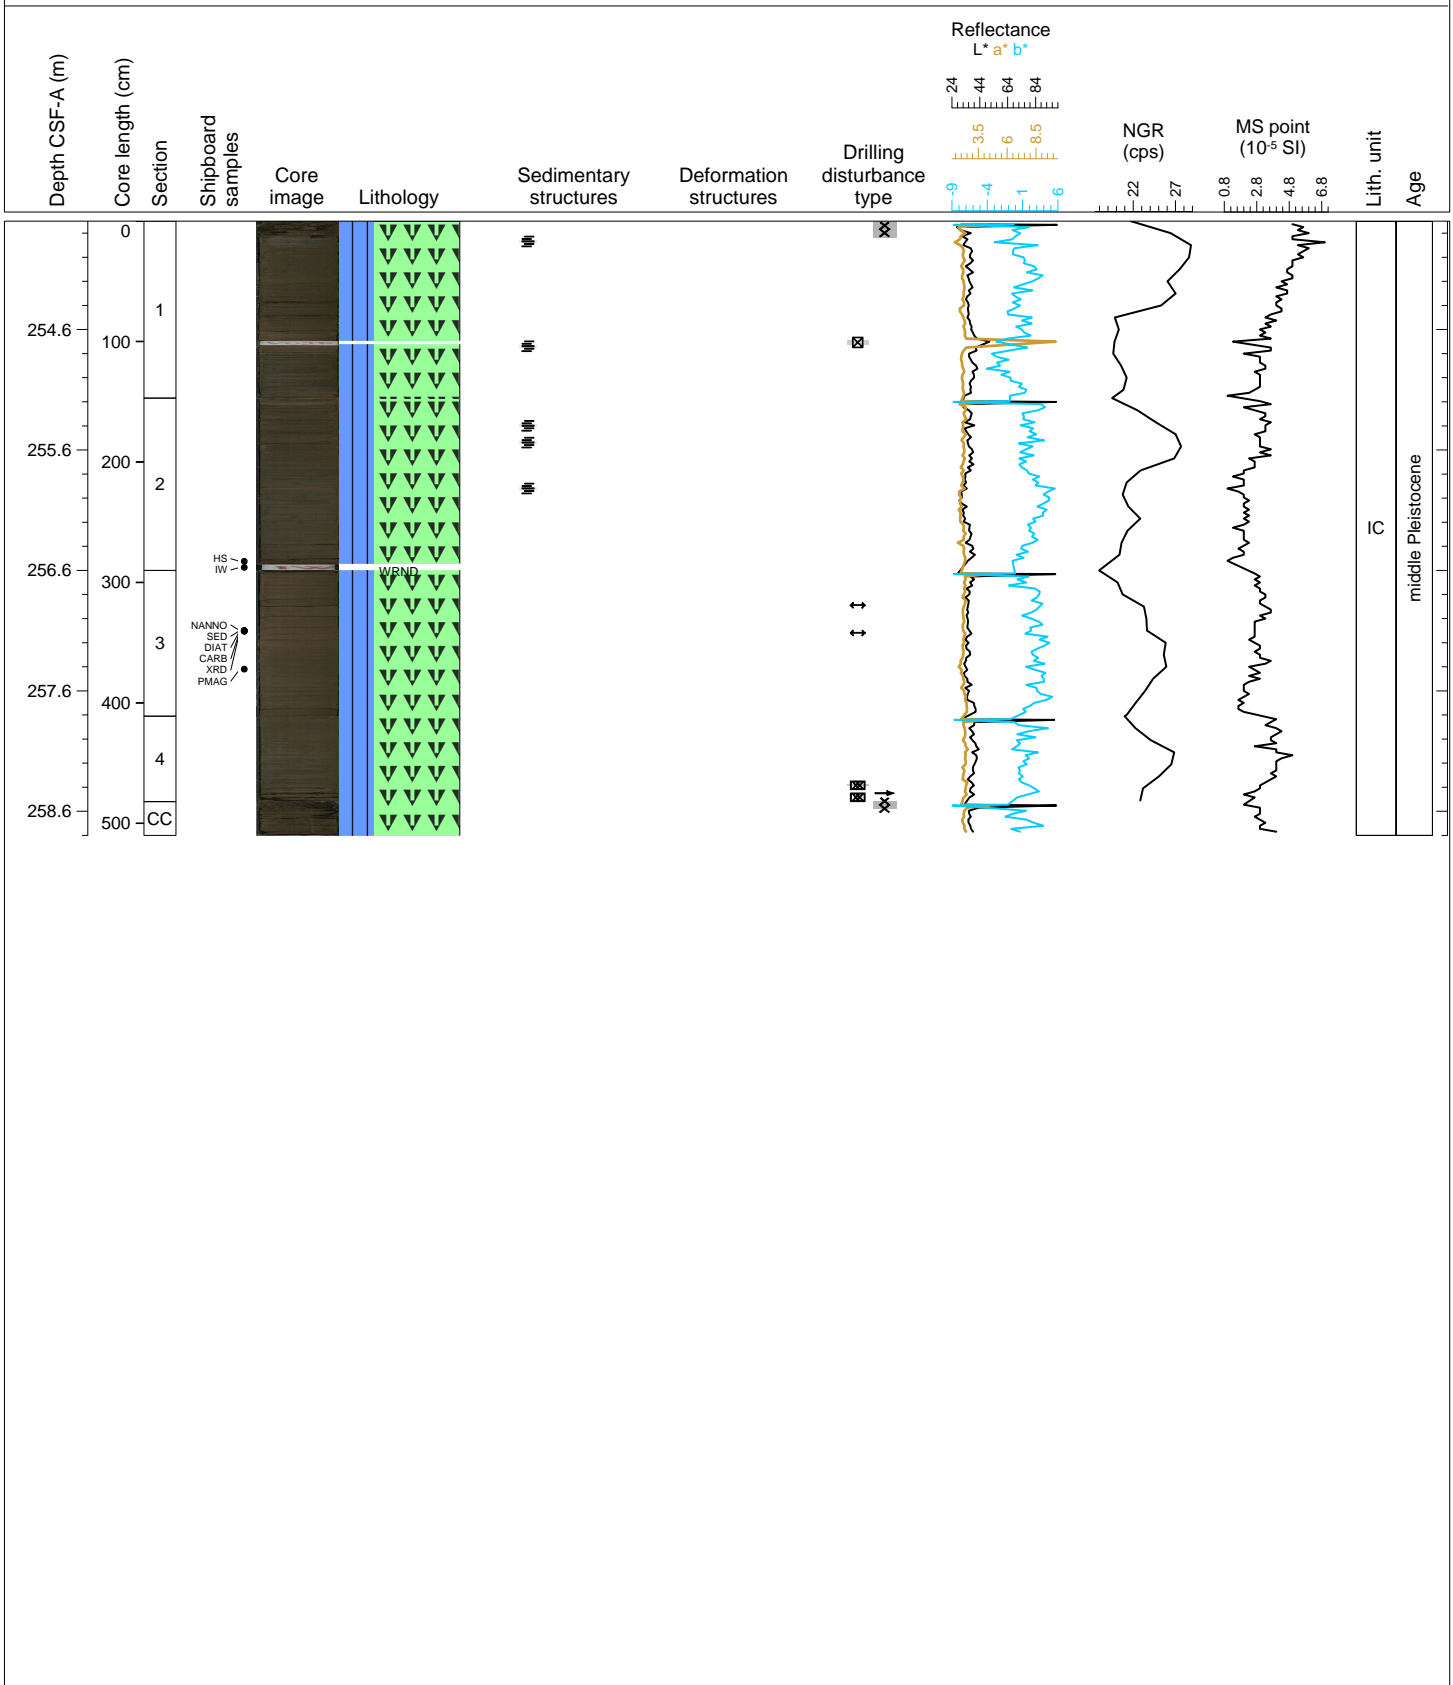 Depth CSF-A (m)
Core length (cm)
Section
Shipboard
samples
Core
image
Lithology
Sedimentary
structures
Deformation
structures
Drilling
disturbance
type
Reflectance
L* a* b*
24 44 64 84
3.5 6 8.5
-9 -4 1 6
NGR
(cps)
22 27
MS point
(10-5 SI)
0.8 2.8 4.8 6.8
Lith. unit
Age
0
1
254.6
100
255.6
200
2
HS
IW
256.6
300
WRND
NANNO
SED
DIAT
CARB
XRD
PMAG
3
257.6
400
4
258.6
500
CC
IC
middle Pleistocene